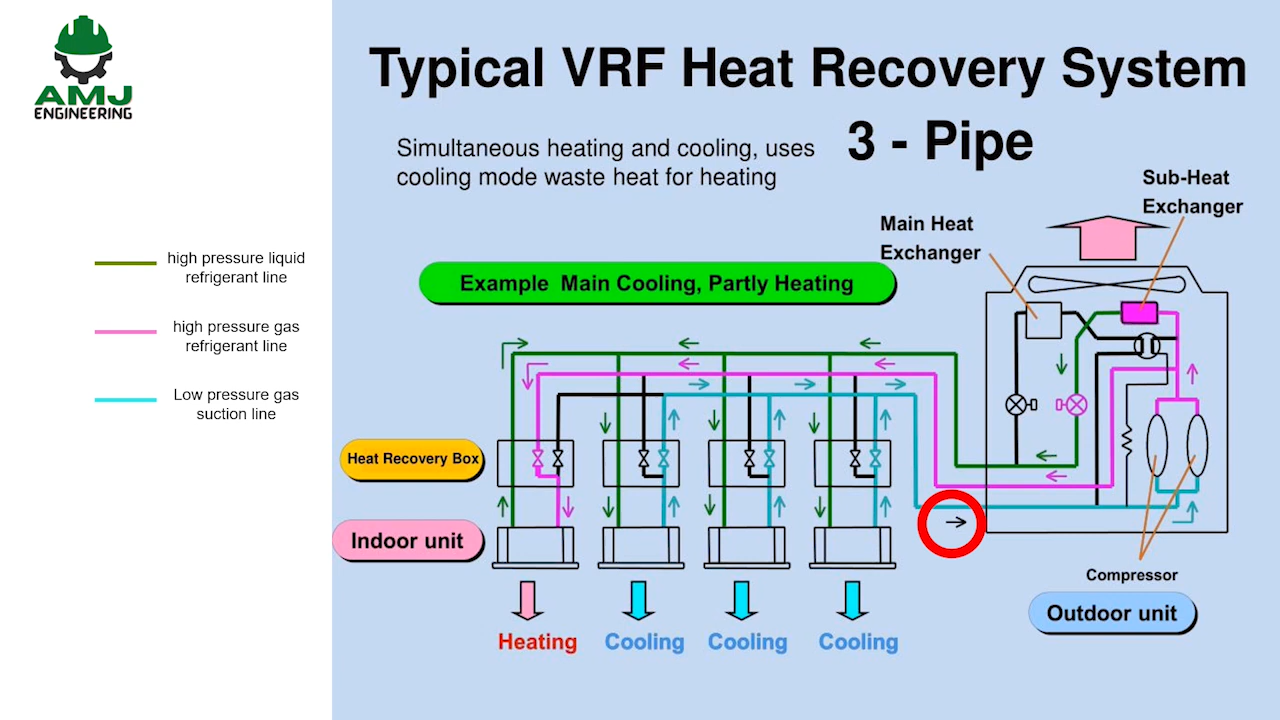 AMJ
ENGINEERING
Typical VRF Heat Recovery System
3 - Pipe
Simultaneous heating and cooling, uses
cooling mode waste heat for heating
Sub-Heat
Exchanger
Main Heat
Exchanger
high pressure liquid
refrigerant line
high pressure gas
refrigerant line
Low pressure gas
suction line
Example Main Cooling, Partly Heating
Heat Recovery Box
Indoor unit
Compressor
Outdoor unit
Heating
Cooling
Cooling
Cooling